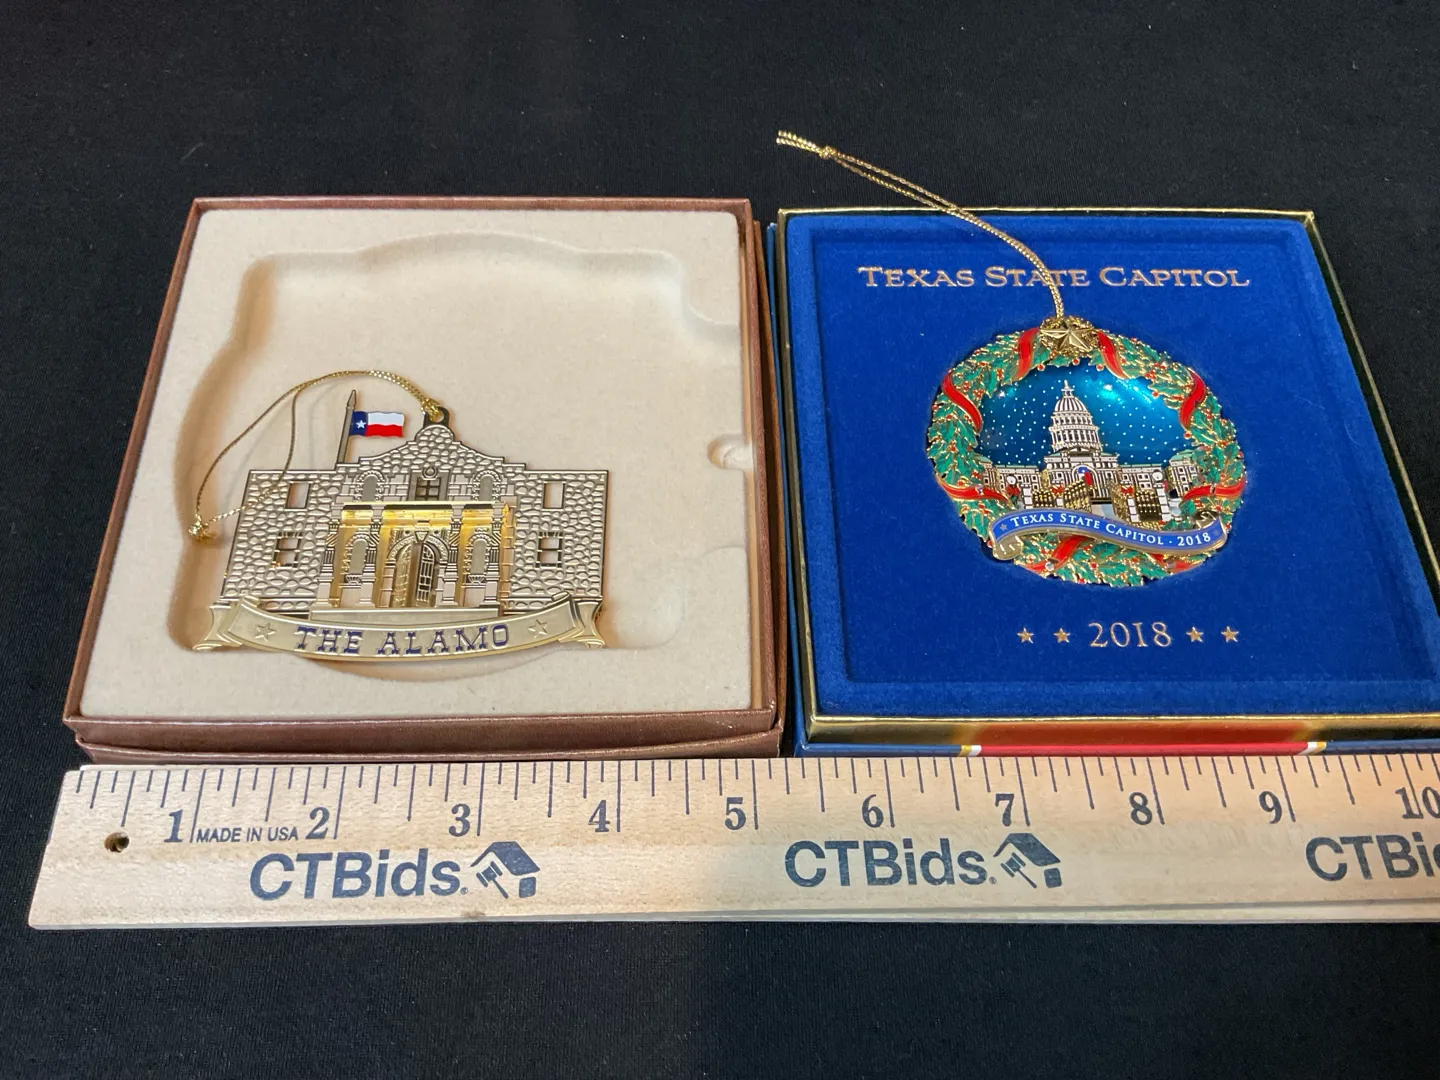 THE ALAMO
TEXAS STATE CAPITOL
TEXAS STATE CAPITOL · 2018
★ ★ 2018 ★ ★
1 2 3 4 5 6 7 8 9 10
MADE IN USA
CTBids. CTBids. CTBi